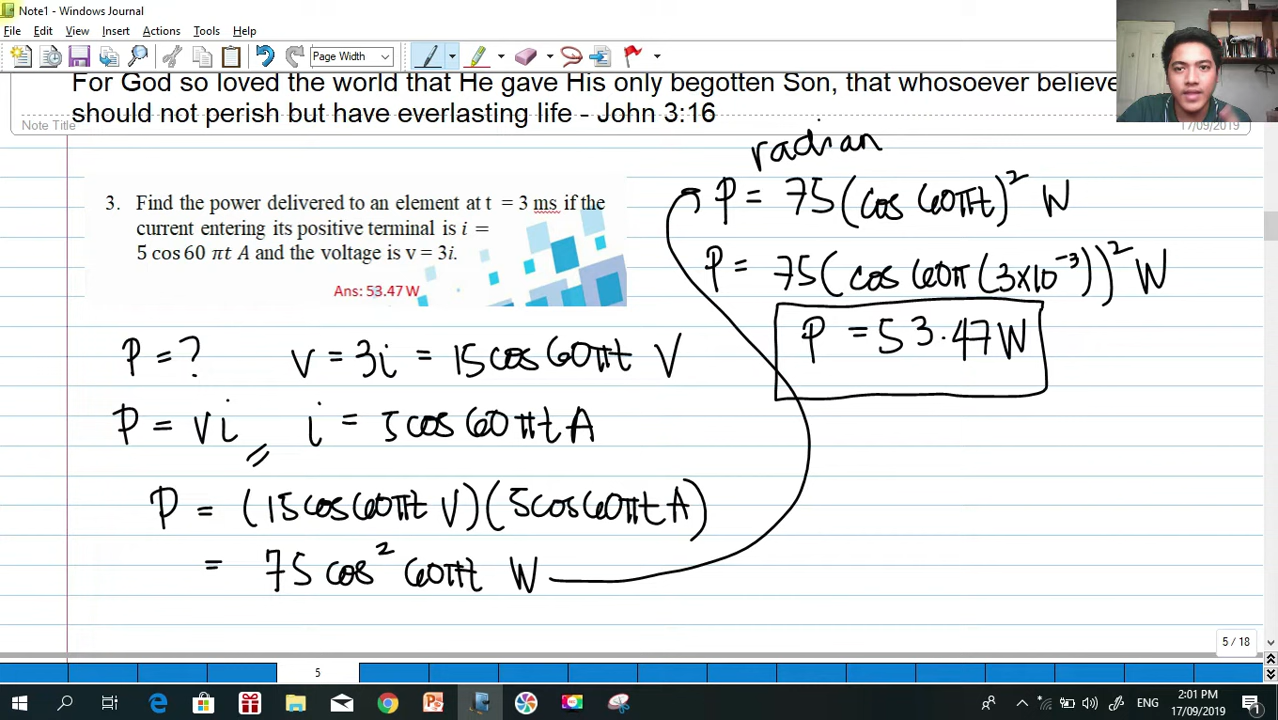 Note1 - Windows Journal
File Edit View Insert Actions Tools Help
Page Width
For God so loved the world that He gave His only begotten Son, that whosoever believe
should not perish but have everlasting life - John 3:16
Note Title
17/09/2019
3. Find the power delivered to an element at t = 3 ms if the
current entering its positive terminal is i =
5 cos 60 πt A and the voltage is v = 3i.
Ans: 53.47 W
P = ? v = 3i = 15cos60πt V
P = vi i = 5cos60πtA
P = (15cos60πt V)(5cos60πtA)
= 75 cos² 60πt W
radian
P = 75(cos 60πt)² W
P = 75(cos 60π(3x10⁻³))² W
P = 53.47W
5 / 18
5
ENG
2:01 PM
17/09/2019
1